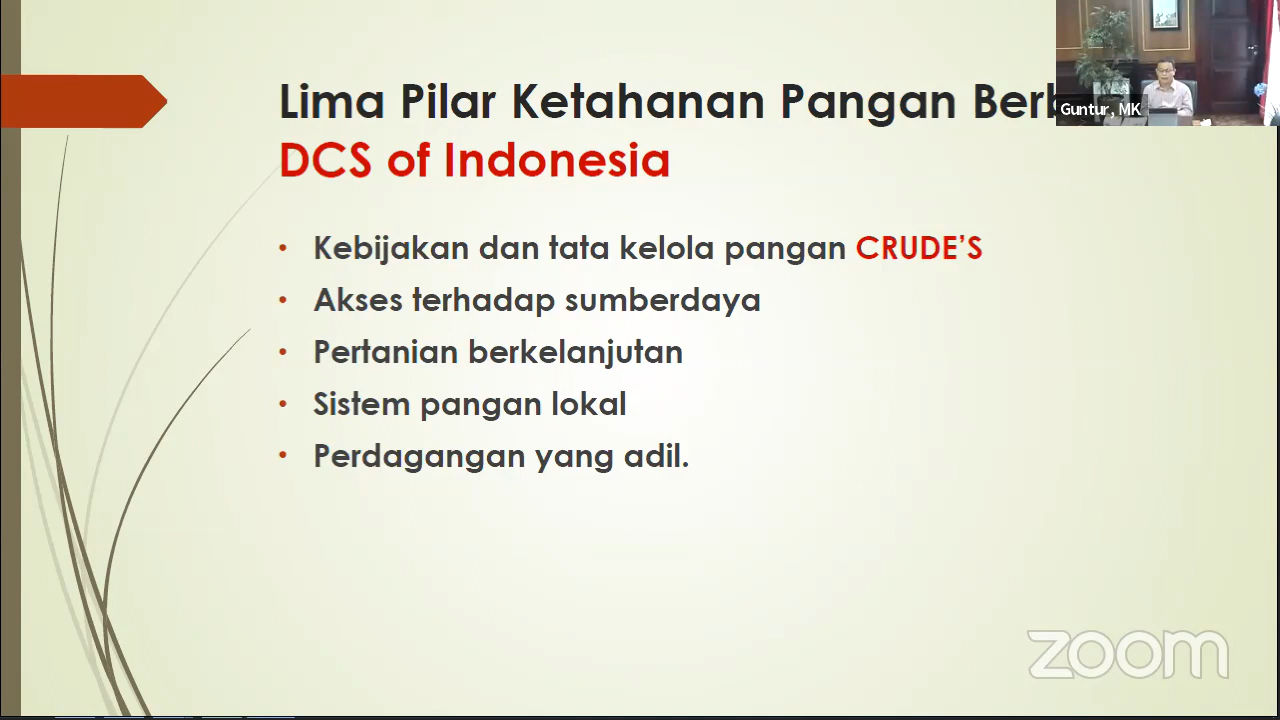 Lima Pilar Ketahanan Pangan
DCS of Indonesia
• Kebijakan dan tata kelola pangan CRUDE'S
• Akses terhadap sumberdaya
• Pertanian berkelanjutan
• Sistem pangan lokal
• Perdagangan yang adil.
Guntur, MK
zoom